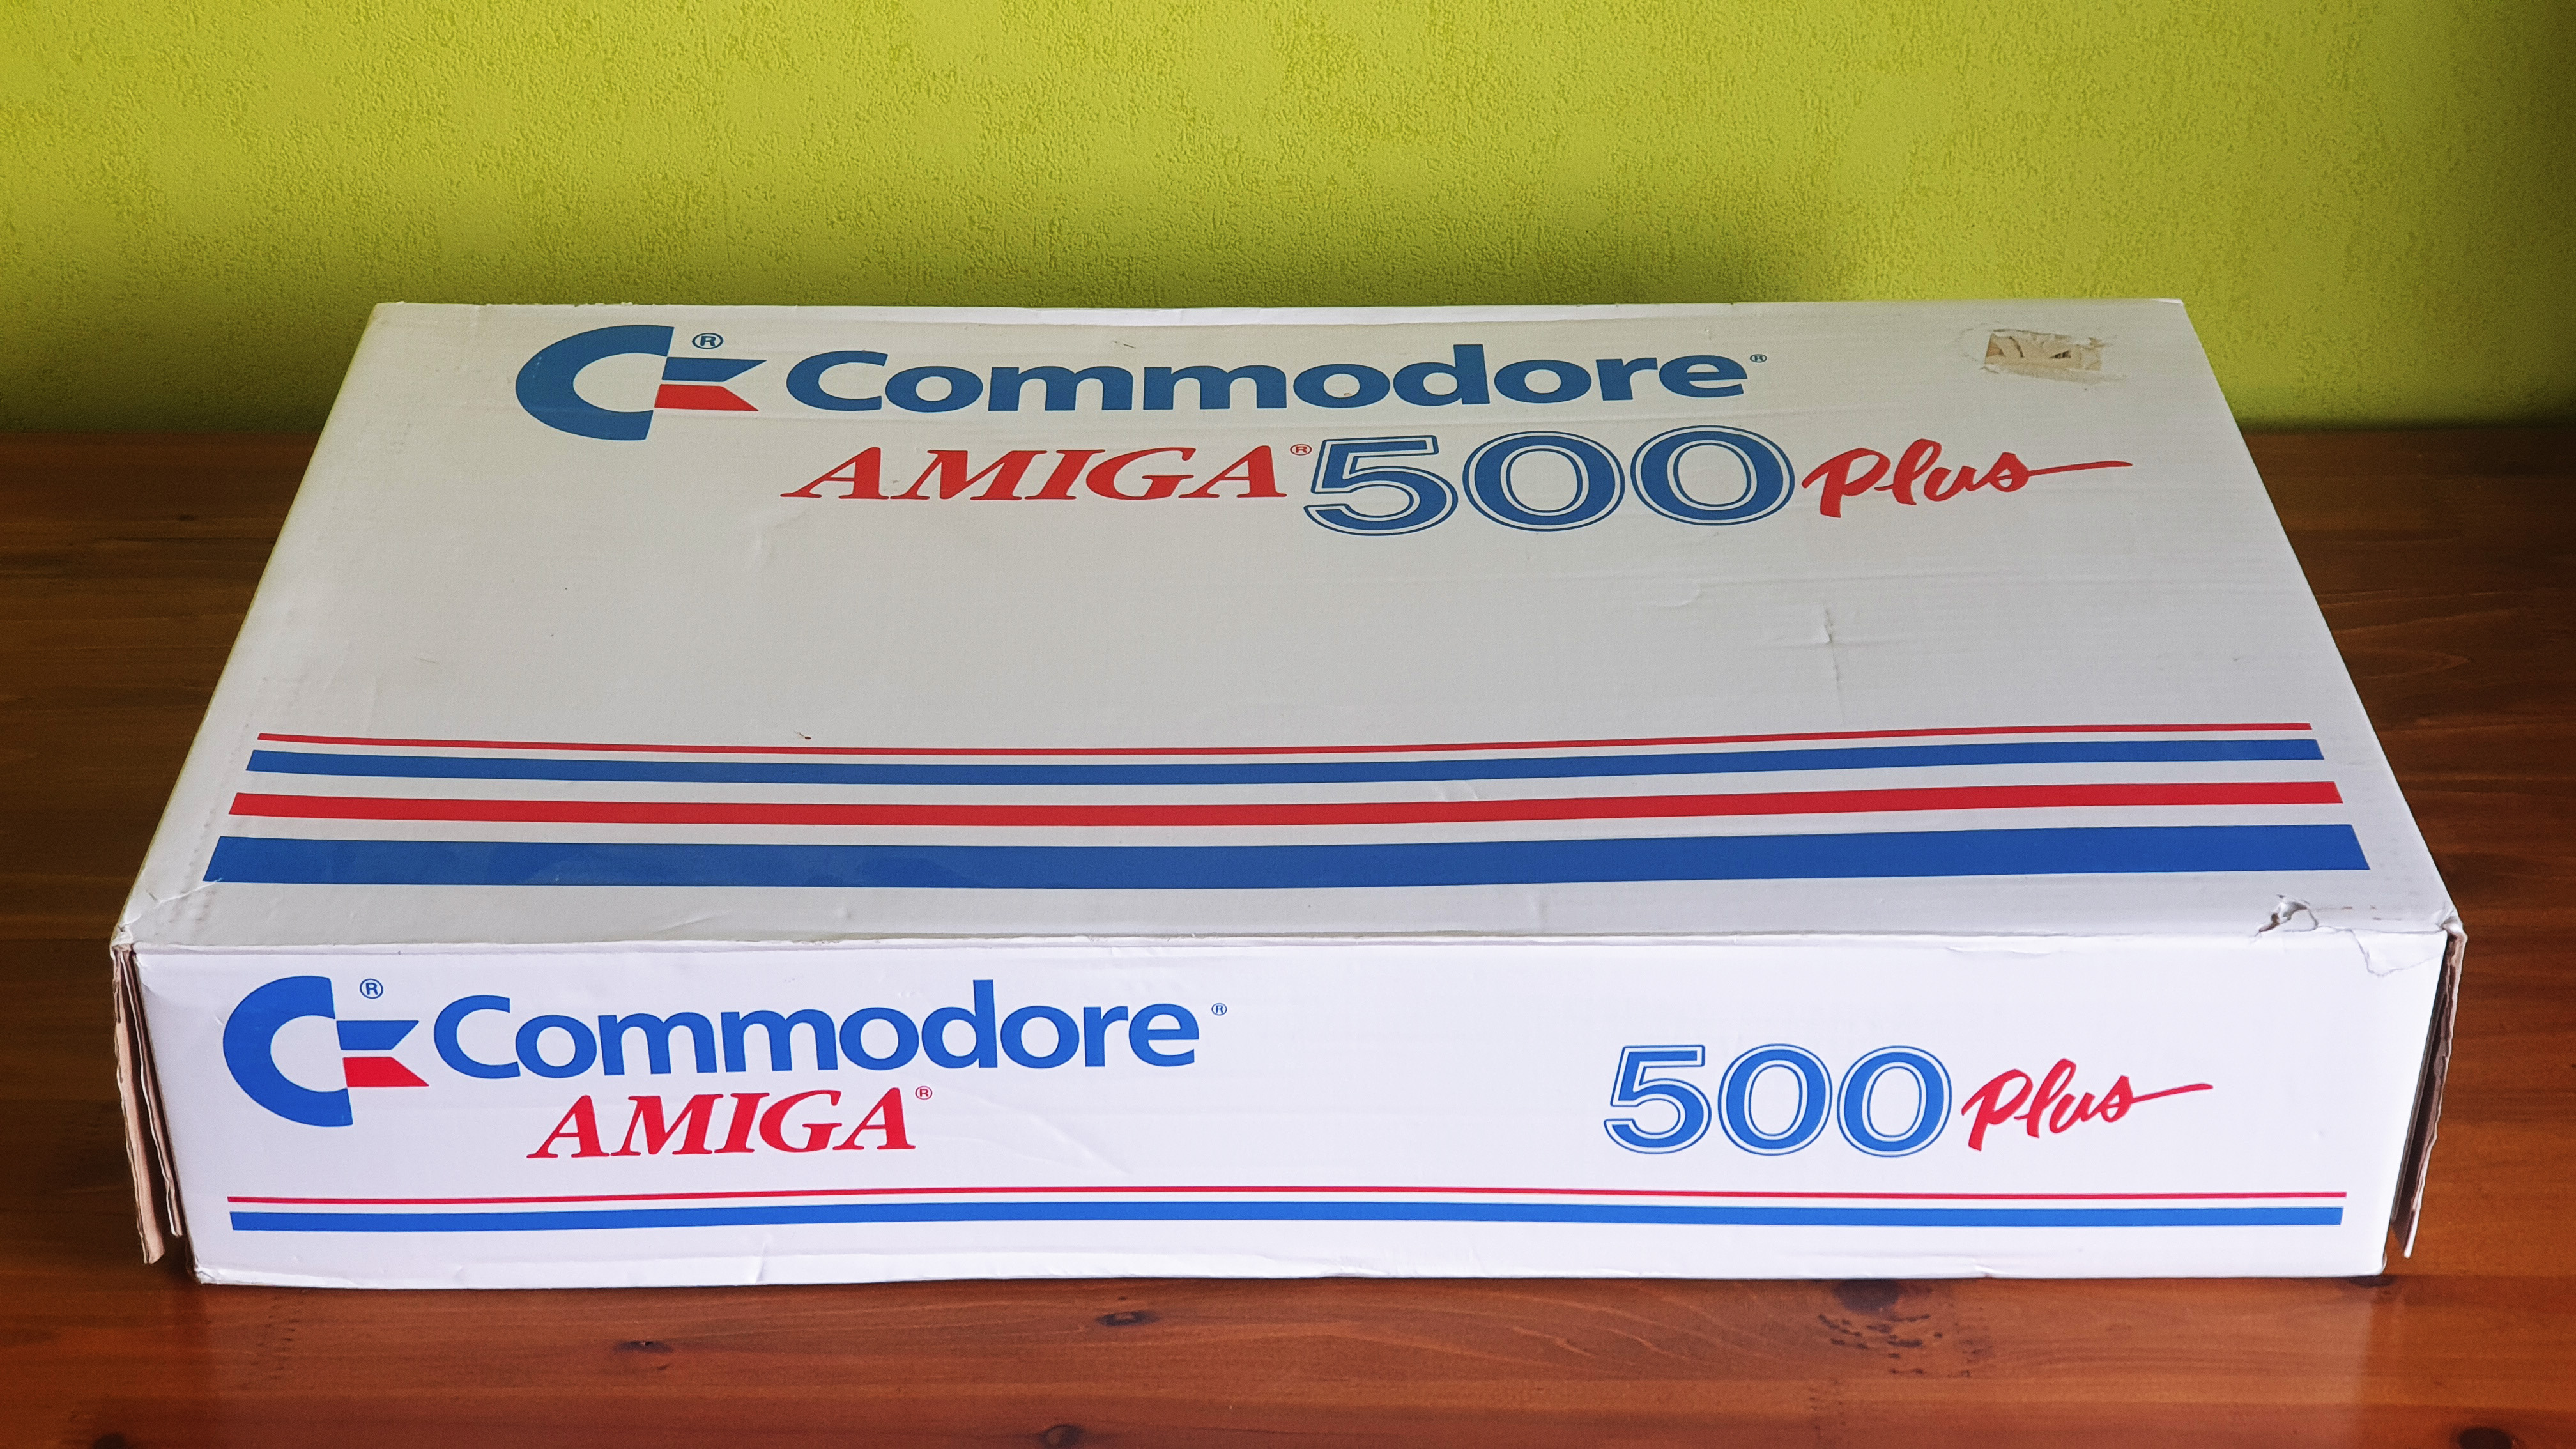 ® Commodore®
AMIGA® 500 Plus
® Commodore®
AMIGA®
500 Plus